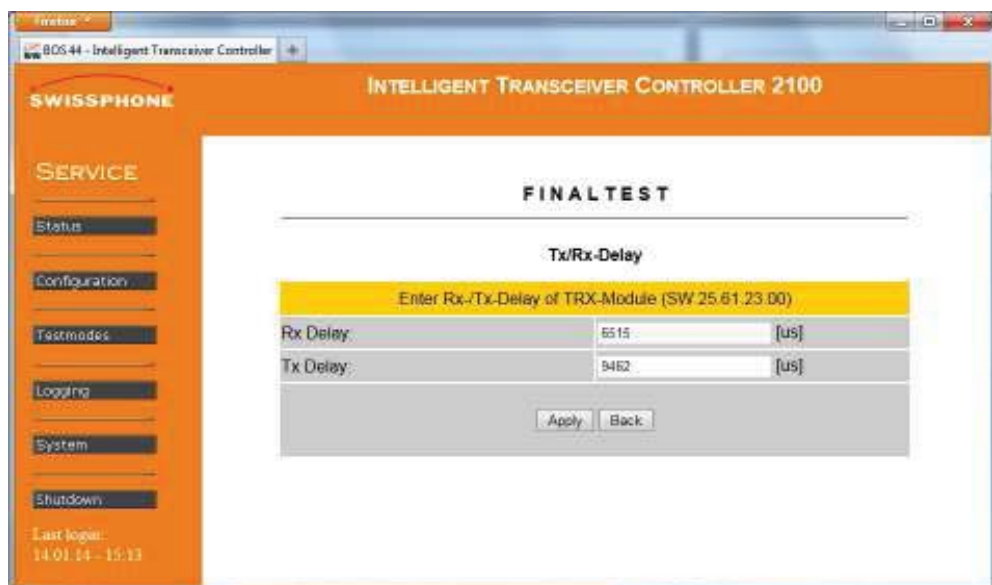 Firefox
BOS 44 - Intelligent Transceiver Controller
SWISSPHONE
INTELLIGENT TRANSCEIVER CONTROLLER 2100
SERVICE
Status
Configuration
Testmodes
Logging
System
Shutdown
Last login:
14.01.14 - 15:13
FINALTEST
Tx/Rx-Delay
Enter Rx-/Tx-Delay of TRX-Module (SW 25.61.23.00)
Rx Delay: 6515 [us]
Tx Delay: 9462 [us]
Apply Back